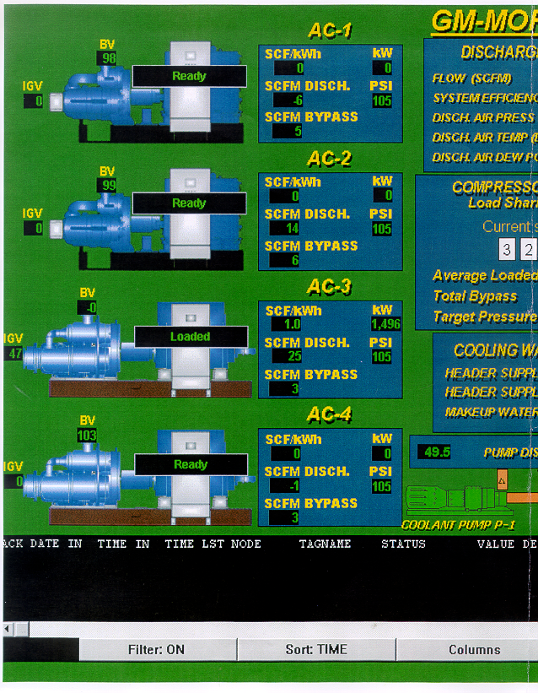 GM-MOR
AC-1
BV
98
IGV
0
Ready
SCF/kWh kW
0 0
SCFM DISCH. PSI
-6 105
SCFM BYPASS
5
AC-2
BV
99
IGV
0
Ready
SCF/kWh kW
0 0
SCFM DISCH. PSI
14 105
SCFM BYPASS
6
AC-3
BV
-0
IGV
47
Loaded
SCF/kWh kW
1.0 1,496
SCFM DISCH. PSI
25 105
SCFM BYPASS
3
AC-4
BV
103
IGV
0
Ready
SCF/kWh kW
0 0
SCFM DISCH. PSI
-1 105
SCFM BYPASS
3
DISCHARG
FLOW (SCFM)
SYSTEM EFFICIENC
DISCH. AIR PRESS
DISCH. AIR TEMP (
DISCH. AIR DEW PO
COMPRESSO
Load Shar
Current s
3 2
Average Loaded
Total Bypass
Target Pressure
COOLING WA
HEADER SUPPL
HEADER SUPPL
MAKEUP WATER
49.5 PUMP DIS
COOLANT PUMP P-1
ACK DATE IN TIME IN TIME LST NODE TAGNAME STATUS VALUE DE
Filter: ON Sort: TIME Columns